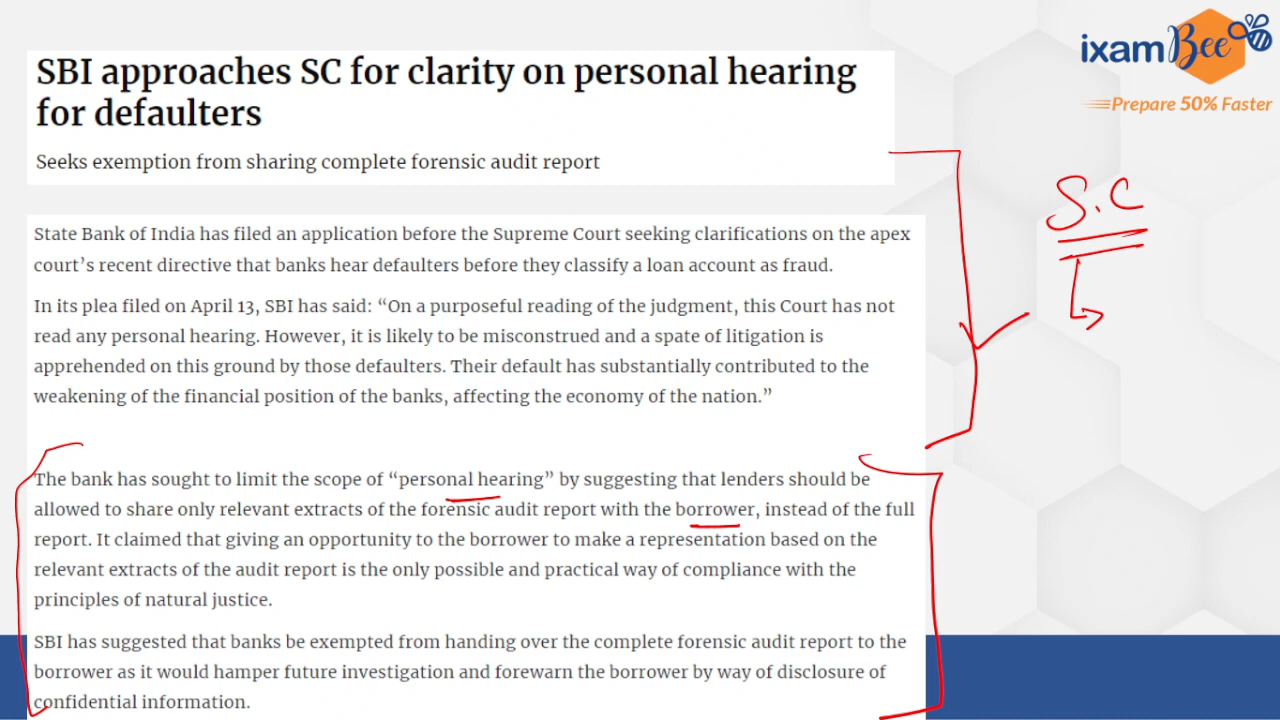 ixamBee
Prepare 50% Faster
SBI approaches SC for clarity on personal hearing
for defaulters
Seeks exemption from sharing complete forensic audit report
S.C
State Bank of India has filed an application before the Supreme Court seeking clarifications on the apex
court's recent directive that banks hear defaulters before they classify a loan account as fraud.
In its plea filed on April 13, SBI has said: “On a purposeful reading of the judgment, this Court has not
read any personal hearing. However, it is likely to be misconstrued and a spate of litigation is
apprehended on this ground by those defaulters. Their default has substantially contributed to the
weakening of the financial position of the banks, affecting the economy of the nation.”
The bank has sought to limit the scope of “personal hearing” by suggesting that lenders should be
allowed to share only relevant extracts of the forensic audit report with the borrower, instead of the full
report. It claimed that giving an opportunity to the borrower to make a representation based on the
relevant extracts of the audit report is the only possible and practical way of compliance with the
principles of natural justice.
SBI has suggested that banks be exempted from handing over the complete forensic audit report to the
borrower as it would hamper future investigation and forewarn the borrower by way of disclosure of
confidential information.